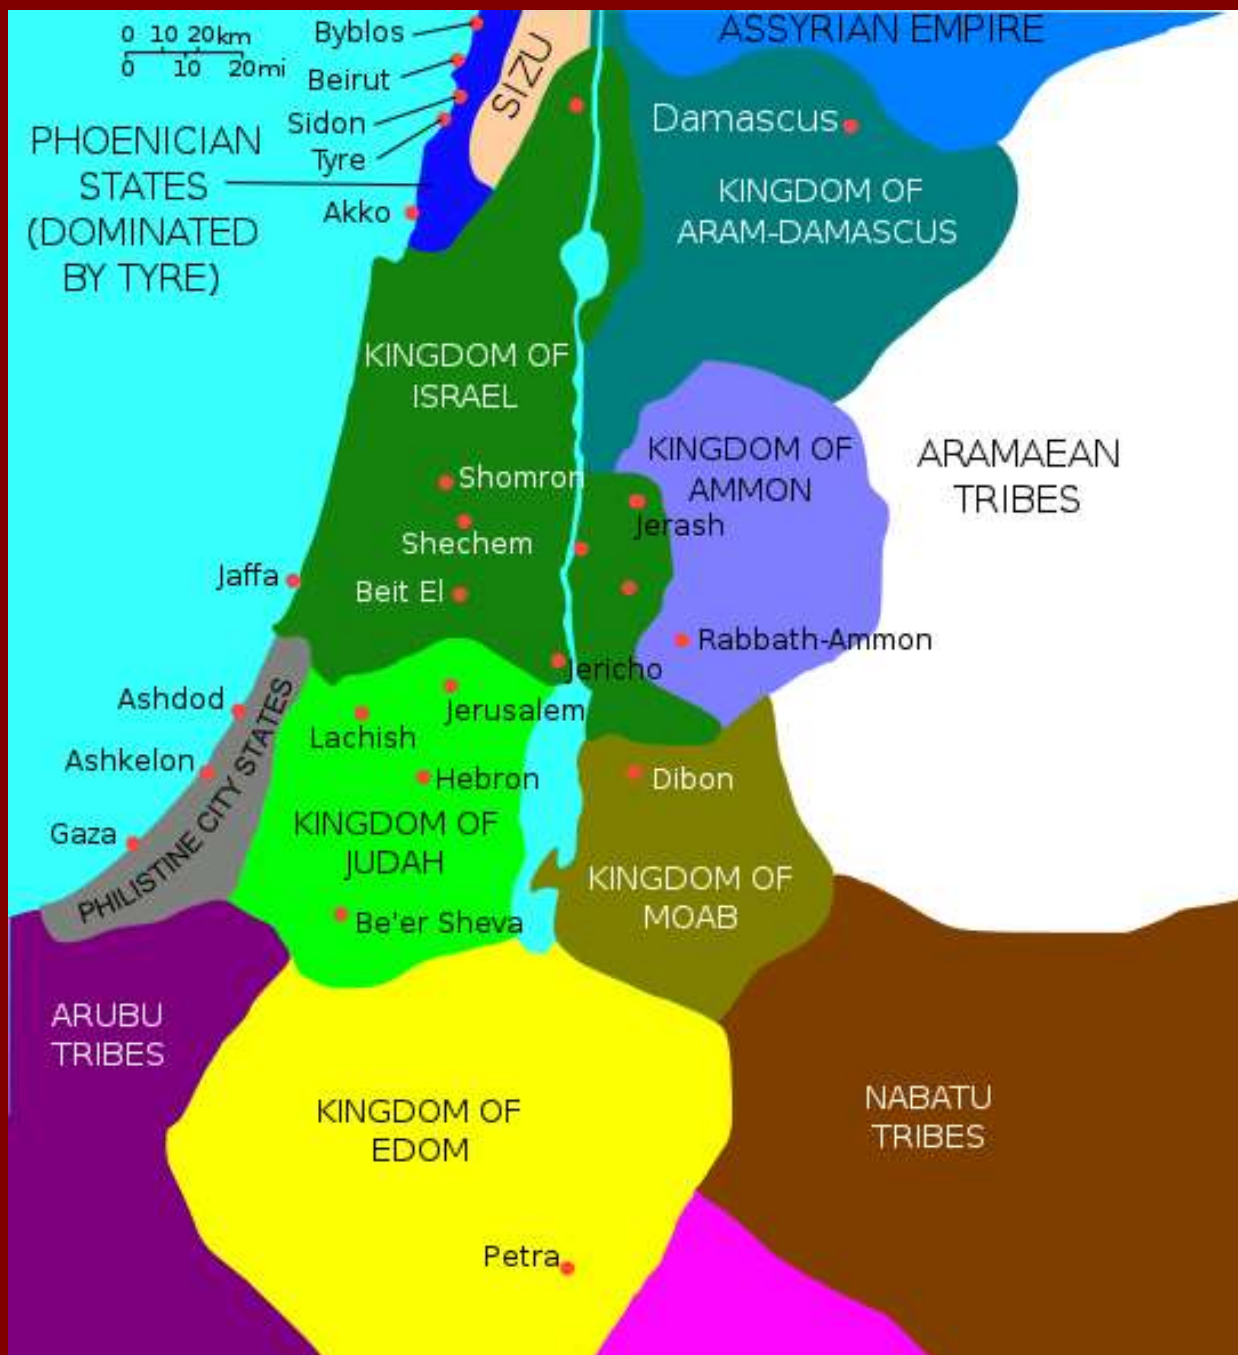 0 10 20km
0 10 20mi
Byblos
Beirut
Sidon
Tyre
Akko
PHOENICIAN
STATES
(DOMINATED
BY TYRE)
SIZU
ASSYRIAN EMPIRE
Damascus
KINGDOM OF
ARAM-DAMASCUS
KINGDOM OF
ISRAEL
KINGDOM OF
AMMON
ARAMAEAN
TRIBES
Shomron
Jerash
Shechem
Jaffa
Beit El
Rabbath-Ammon
Jericho
Ashdod
Jerusalem
Lachish
Ashkelon
Hebron
Dibon
Gaza
PHILISTINE CITY STATES
KINGDOM OF
JUDAH
KINGDOM OF
MOAB
Be'er Sheva
ARUBU
TRIBES
KINGDOM OF
EDOM
NABATU
TRIBES
Petra